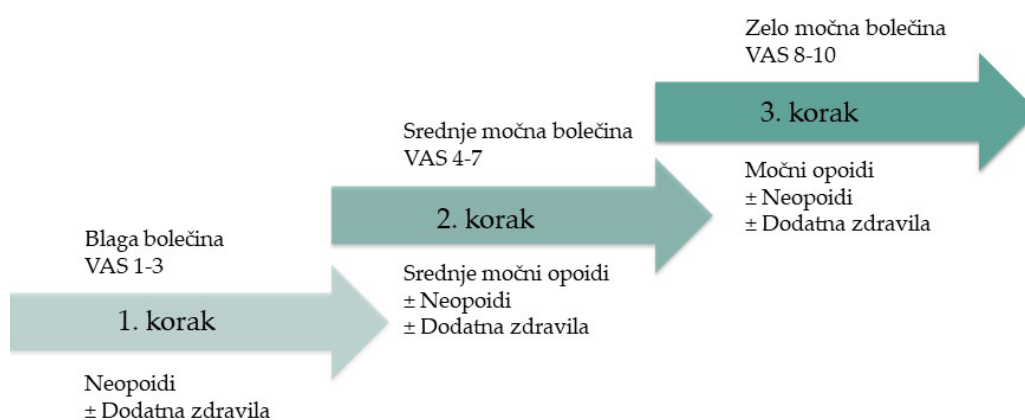 Blaga bolečina
VAS 1-3
1. korak
Neopoidi
± Dodatna zdravila
Srednje močna bolečina
VAS 4-7
2. korak
Srednje močni opoidi
± Neopoidi
± Dodatna zdravila
Zelo močna bolečina
VAS 8-10
3. korak
Močni opoidi
± Neopoidi
± Dodatna zdravila